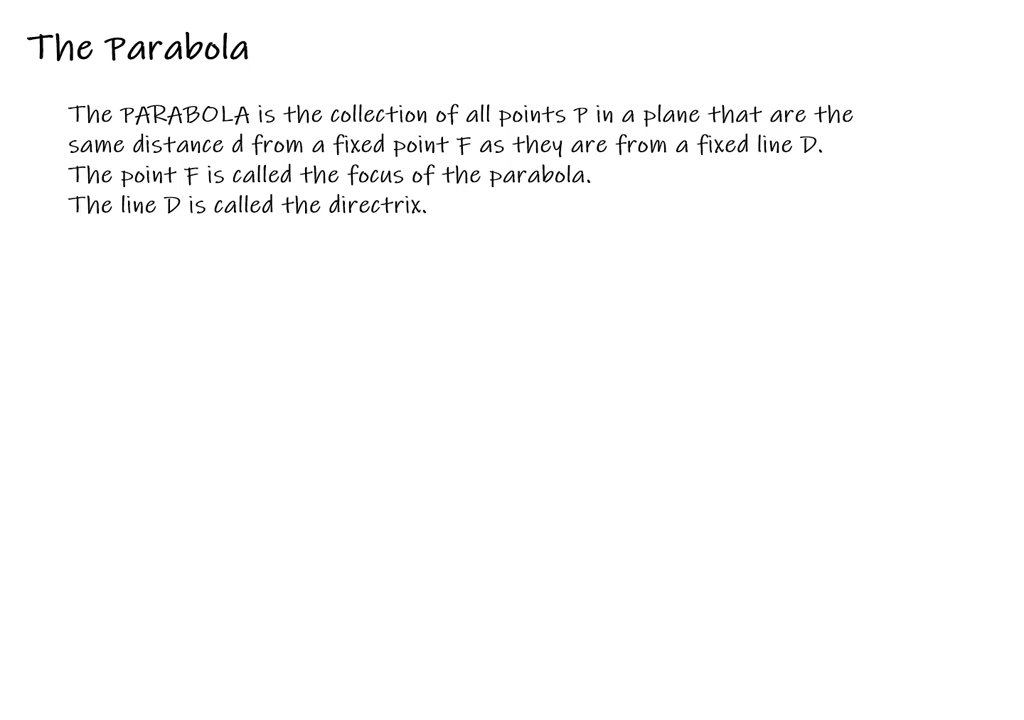 The Parabola
The PARABOLA is the collection of all points P in a plane that are the
same distance d from a fixed point F as they are from a fixed line D.
The point F is called the focus of the parabola.
The line D is called the directrix.